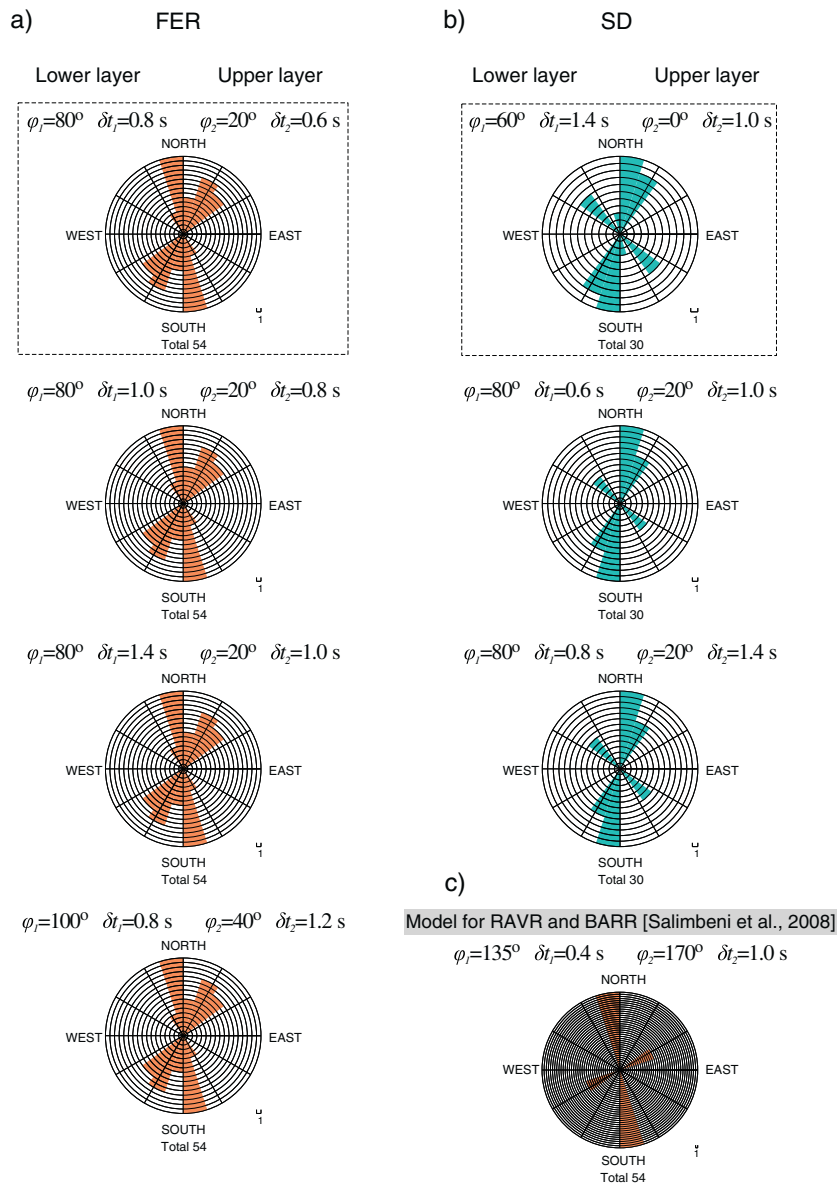 a) FER
Lower layer Upper layer
φ₁=80° δt₁=0.8 s φ₂=20° δt₂=0.6 s
NORTH
WEST EAST
SOUTH
1
Total 54
φ₁=80° δt₁=1.0 s φ₂=20° δt₂=0.8 s
NORTH
WEST EAST
SOUTH
1
Total 54
φ₁=80° δt₁=1.4 s φ₂=20° δt₂=1.0 s
NORTH
WEST EAST
SOUTH
1
Total 54
φ₁=100° δt₁=0.8 s φ₂=40° δt₂=1.2 s
NORTH
WEST EAST
SOUTH
1
Total 54
b) SD
Lower layer Upper layer
φ₁=60° δt₁=1.4 s φ₂=0° δt₂=1.0 s
NORTH
WEST EAST
SOUTH
1
Total 30
φ₁=80° δt₁=0.6 s φ₂=20° δt₂=1.0 s
NORTH
WEST EAST
SOUTH
1
Total 30
φ₁=80° δt₁=0.8 s φ₂=20° δt₂=1.4 s
NORTH
WEST EAST
SOUTH
1
Total 30
c)
Model for RAVR and BARR [Salimbeni et al., 2008]
φ₁=135° δt₁=0.4 s φ₂=170° δt₂=1.0 s
NORTH
WEST EAST
SOUTH
1
Total 54